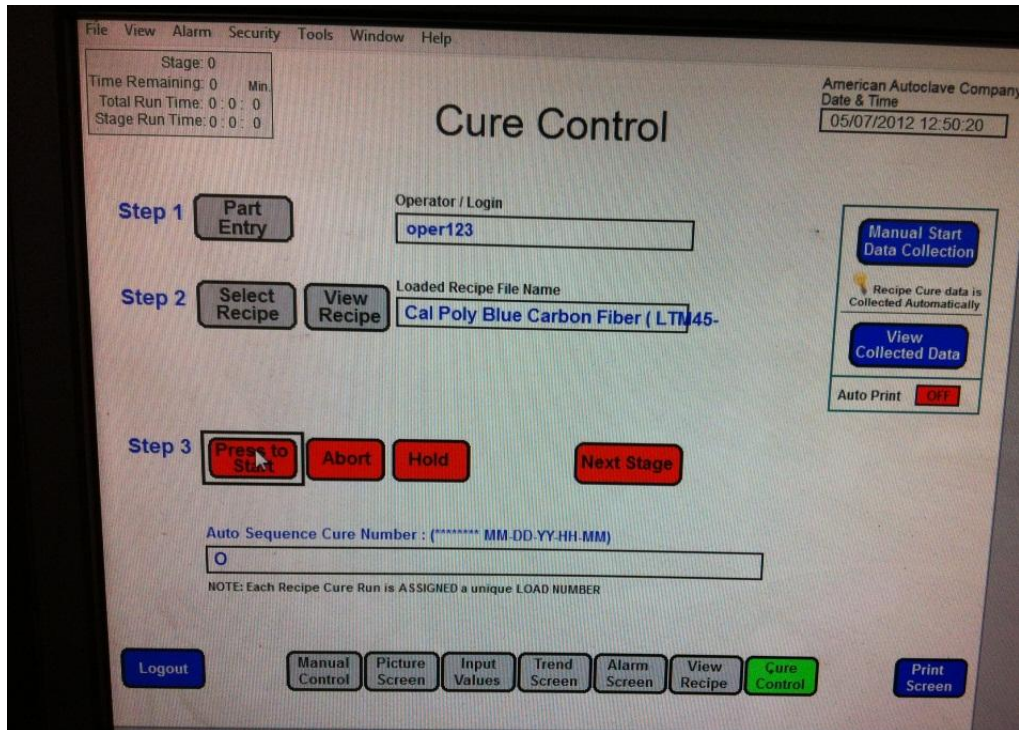 File View Alarm Security Tools Window Help
Stage: 0
Time Remaining: 0 Min.
Total Run Time: 0 : 0 : 0
Stage Run Time: 0 : 0 : 0
American Autoclave Company
Date & Time
05/07/2012 12:50:20
Cure Control
Step 1
Part
Entry
Operator / Login
oper123
Manual Start
Data Collection
Recipe Cure data is
Collected Automatically
View
Collected Data
Auto Print OFF
Step 2
Select
Recipe
View
Recipe
Loaded Recipe File Name
Cal Poly Blue Carbon Fiber ( LTM45-
Step 3
Press to
Start
Abort
Hold
Next Stage
Auto Sequence Cure Number : (******** MM-DD-YY-HH-MM)
O
NOTE: Each Recipe Cure Run is ASSIGNED a unique LOAD NUMBER
Logout
Manual
Control
Picture
Screen
Input
Values
Trend
Screen
Alarm
Screen
View
Recipe
Cure
Control
Print
Screen